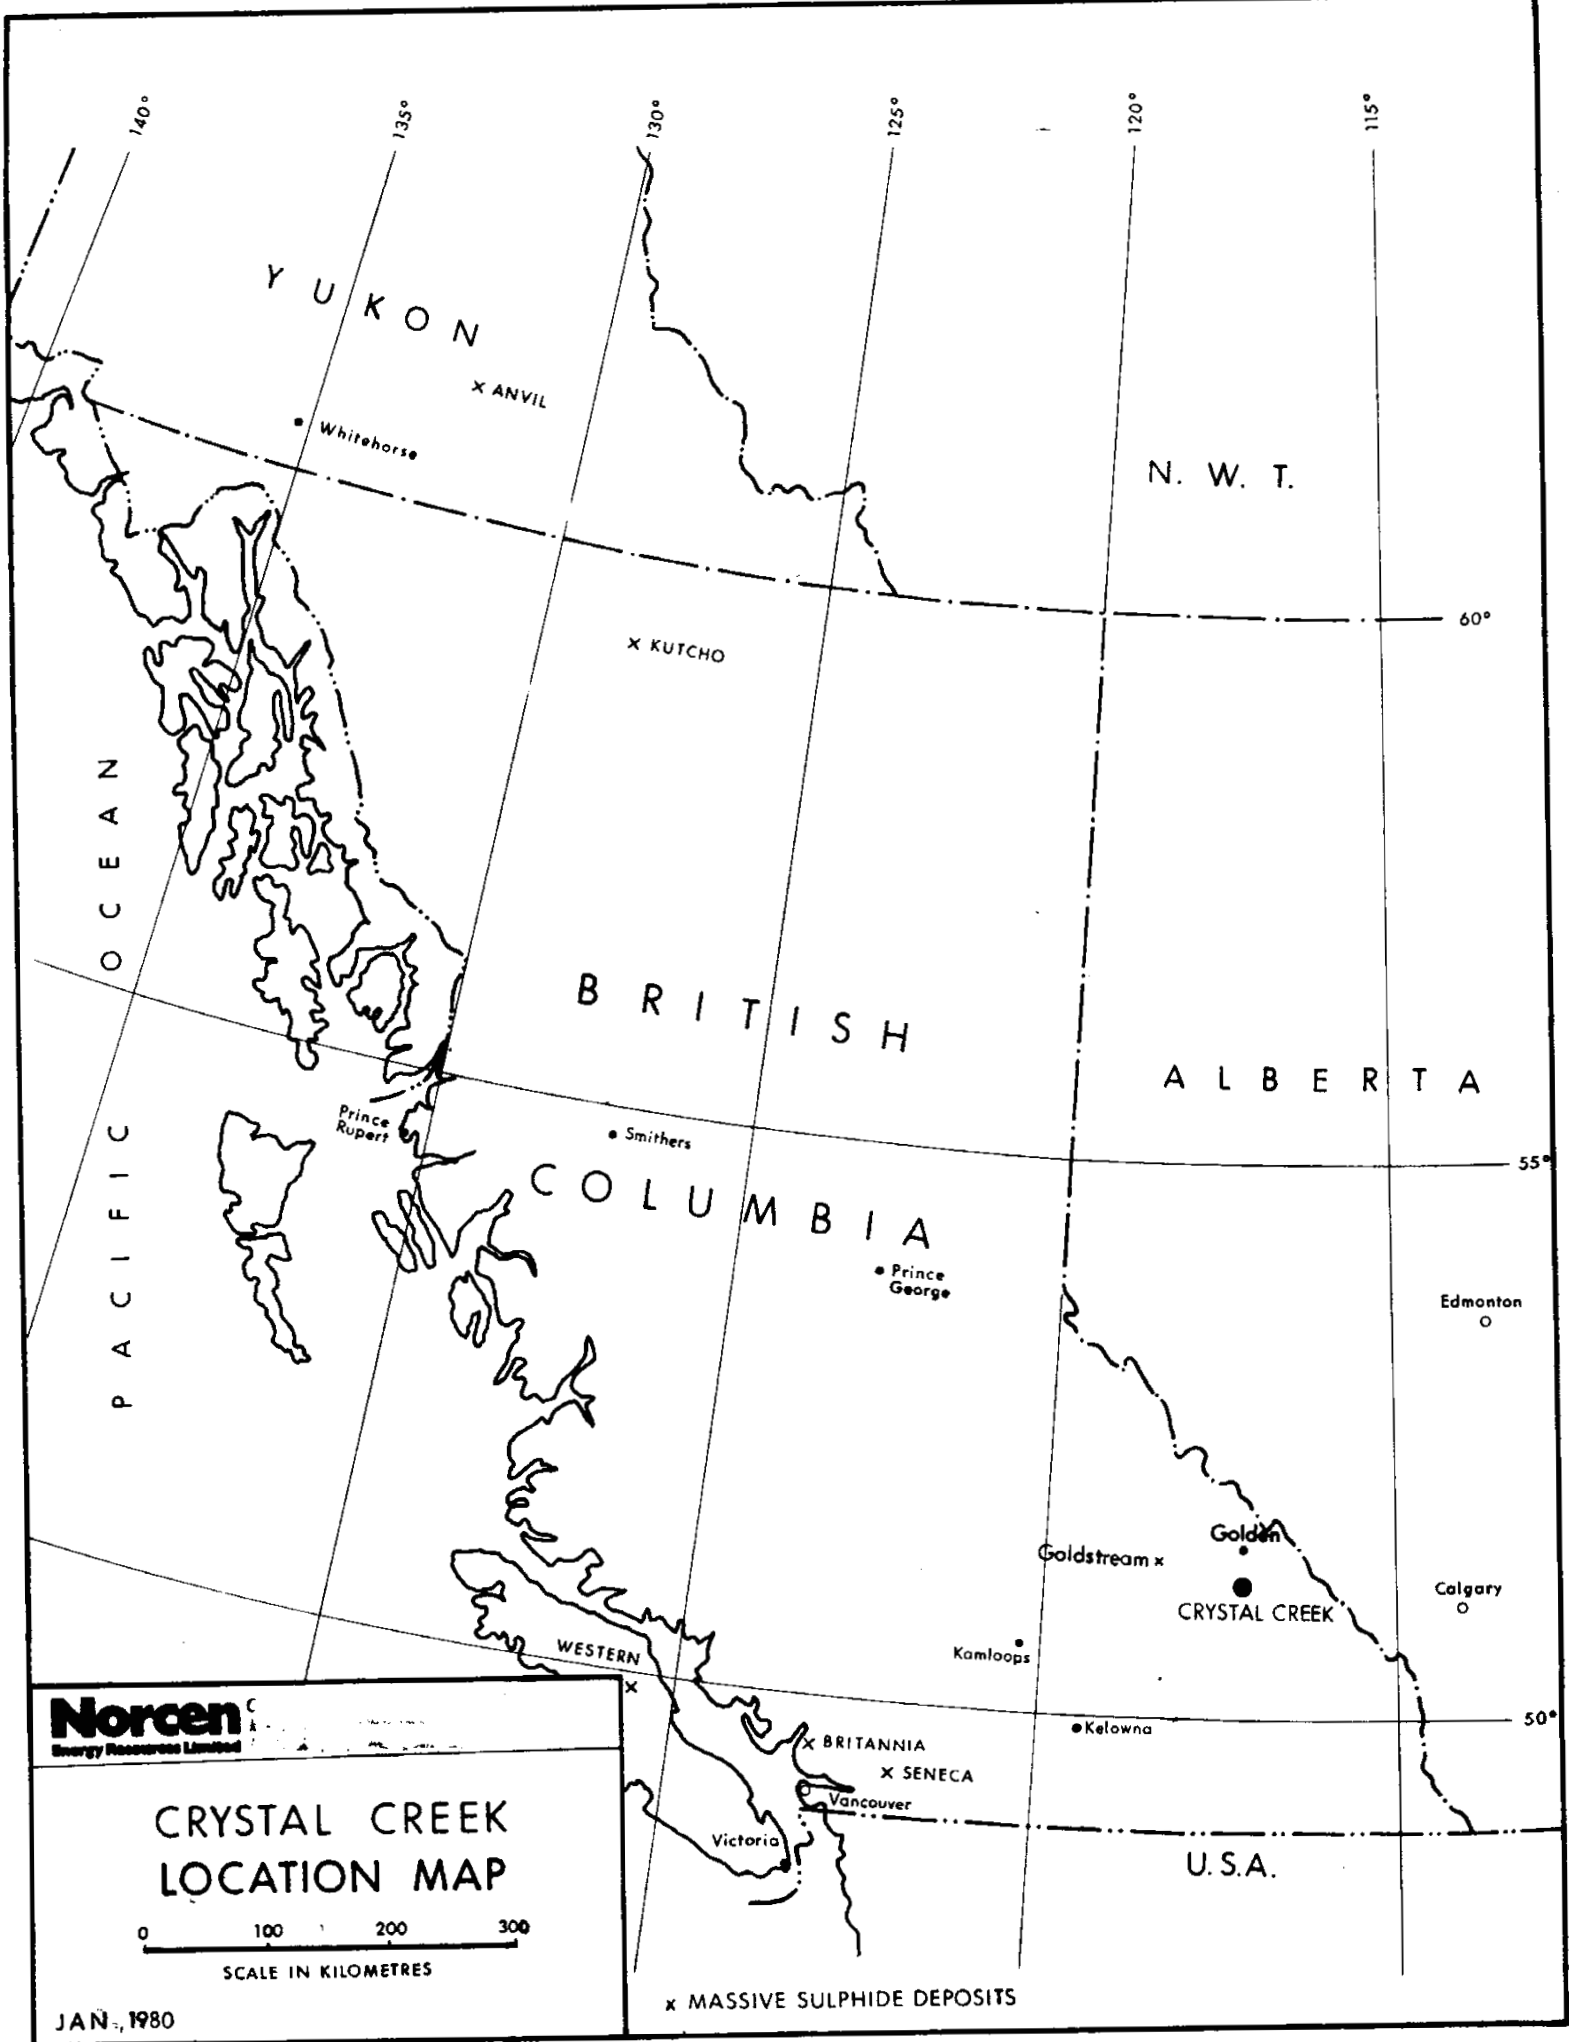 140°
135°
130°
125°
120°
115°
YUKON
x ANVIL
Whitehorse
N. W. T.
60°
x KUTCHO
PACIFIC OCEAN
BRITISH
COLUMBIA
ALBERTA
Prince
Rupert
Smithers
55°
Prince
George
Edmonton
Golden
Goldstream x
CRYSTAL CREEK
Calgary
Kamloops
WESTERN
x
50°
Kelowna
x BRITANNIA
x SENECA
Vancouver
Victoria
U.S.A.
Norcen
Energy Resources Limited
CRYSTAL CREEK
LOCATION MAP
0 100 200 300
SCALE IN KILOMETRES
JAN., 1980
x MASSIVE SULPHIDE DEPOSITS